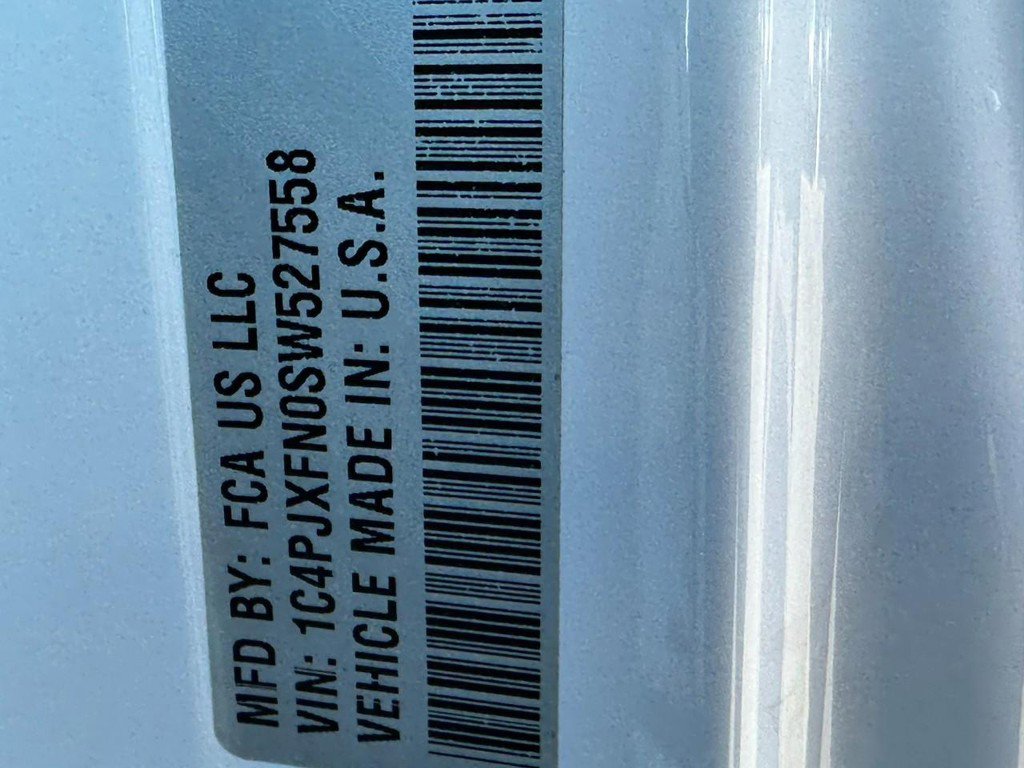 MFD BY: FCA US LLC
VIN: 1C4PJXFN0SW527558
VEHICLE MADE IN: U.S.A.